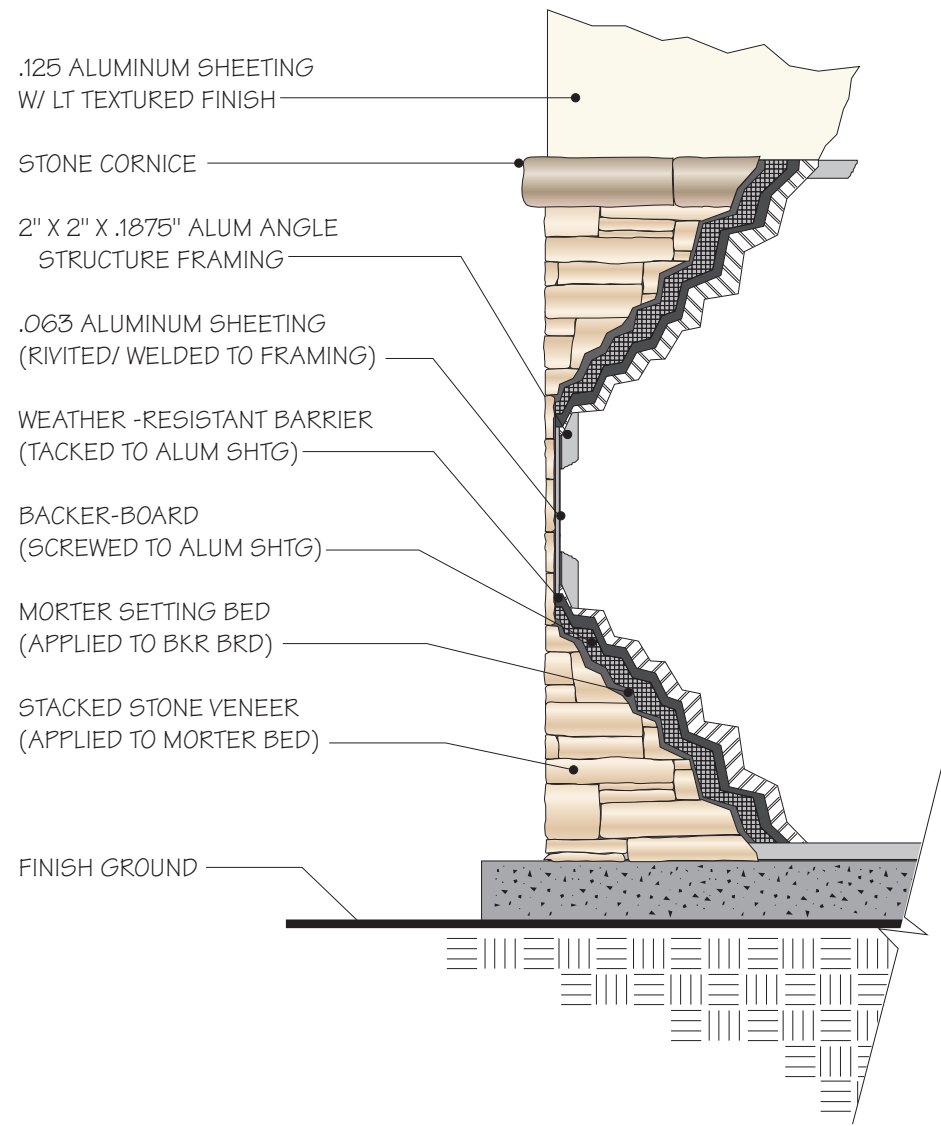 .125 ALUMINUM SHEETING
W/ LT TEXTURED FINISH
STONE CORNICE
2" X 2" X .1875" ALUM ANGLE
STRUCTURE FRAMING
.063 ALUMINUM SHEETING
(RIVITED/ WELDED TO FRAMING)
WEATHER -RESISTANT BARRIER
(TACKED TO ALUM SHTG)
BACKER-BOARD
(SCREWED TO ALUM SHTG)
MORTER SETTING BED
(APPLIED TO BKR BRD)
STACKED STONE VENEER
(APPLIED TO MORTER BED)
FINISH GROUND